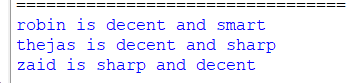 ==================================
robin is decent and smart
thejas is decent and sharp
zaid is sharp and decent